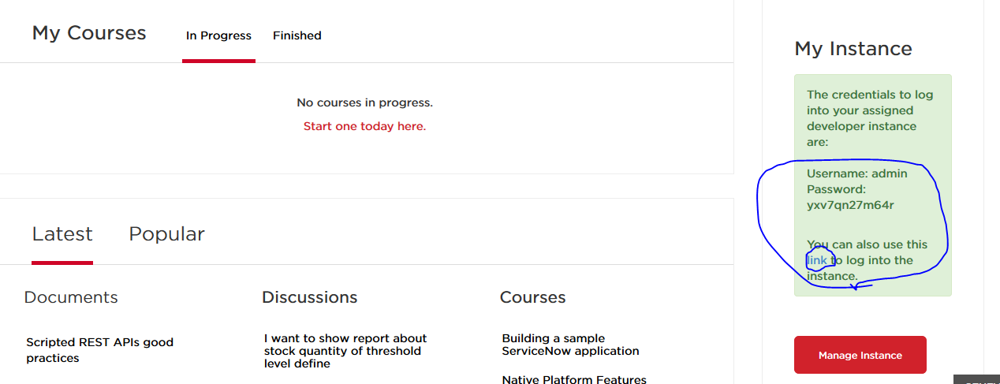 My Courses
In Progress
Finished
No courses in progress.
Start one today here.
Latest
Popular
Documents
Scripted REST APIs good
practices
Discussions
I want to show report about
stock quantity of threshold
level define
Courses
Building a sample
ServiceNow application
Native Platform Features
My Instance
The credentials to log
into your assigned
developer instance
are:
Username: admin
Password:
yxv7qn27m64r
You can also use this
link to log into the
instance.
Manage Instance